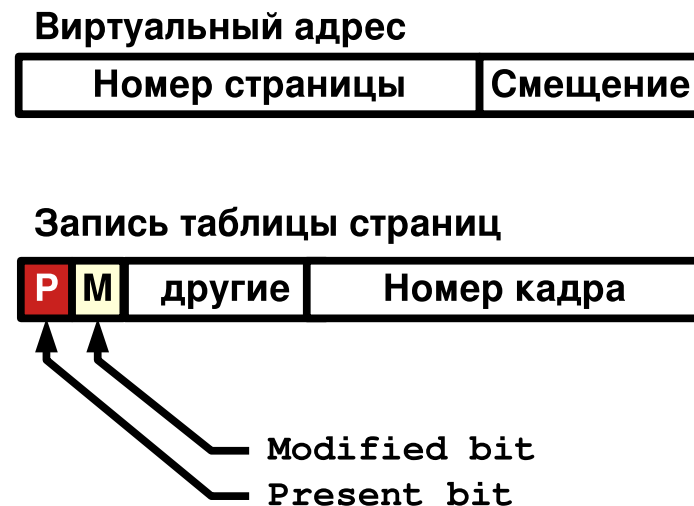 Виртуальный адрес
Номер страницы Смещение
Запись таблицы страниц
P M другие Номер кадра
Modified bit
Present bit